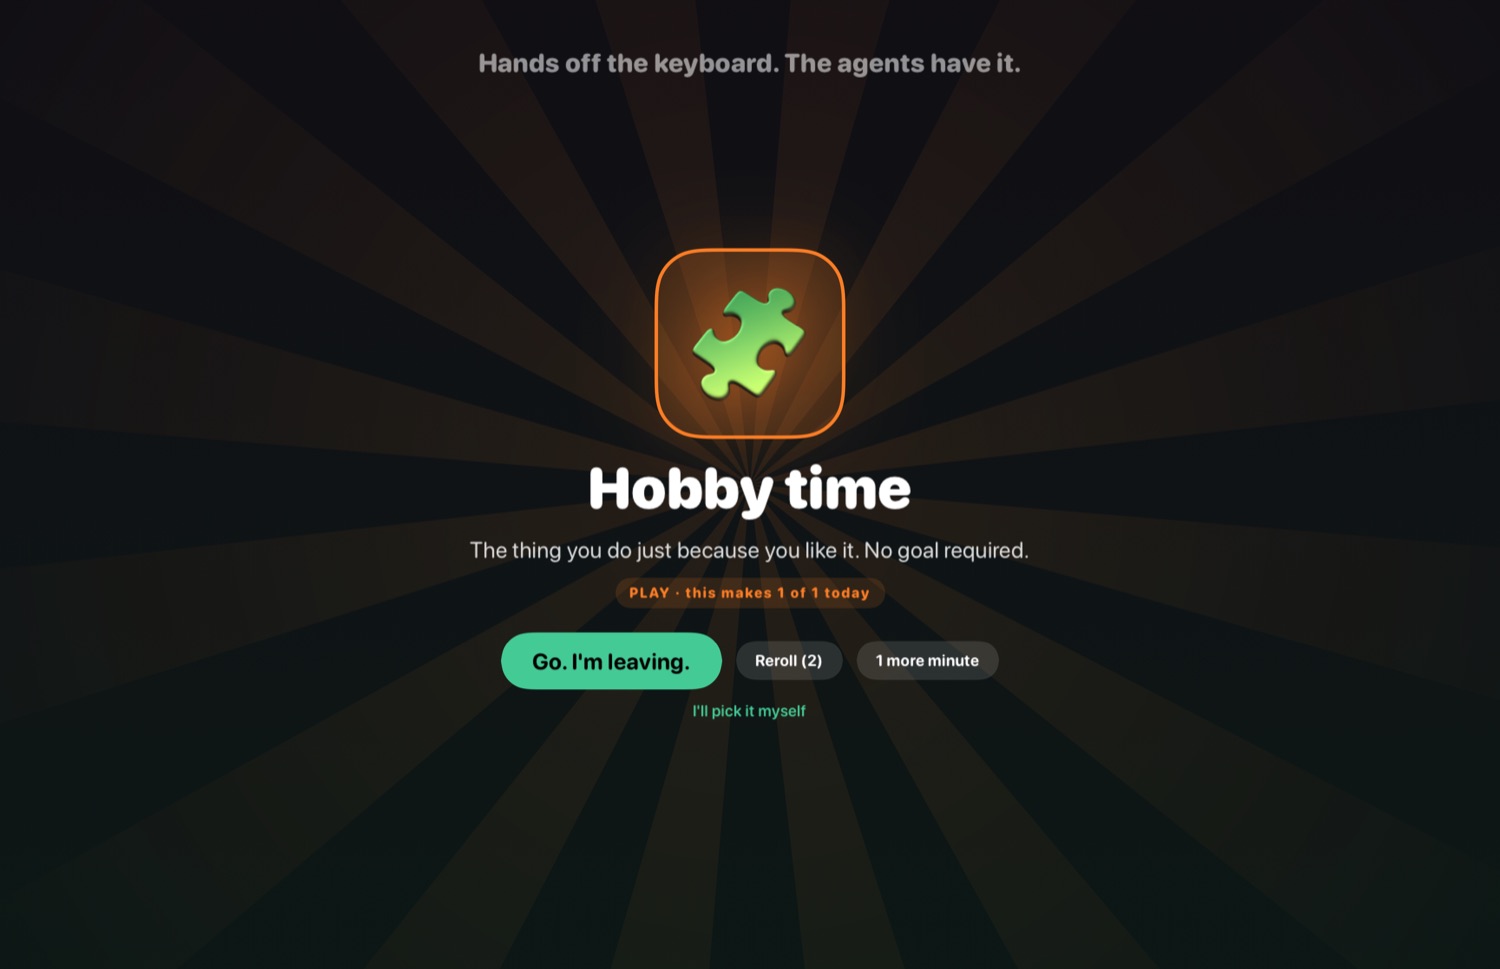 Hands off the keyboard. The agents have it.
Hobby time
The thing you do just because you like it. No goal required.
PLAY · this makes 1 of 1 today
Go. I'm leaving.
Reroll (2)
1 more minute
I'll pick it myself